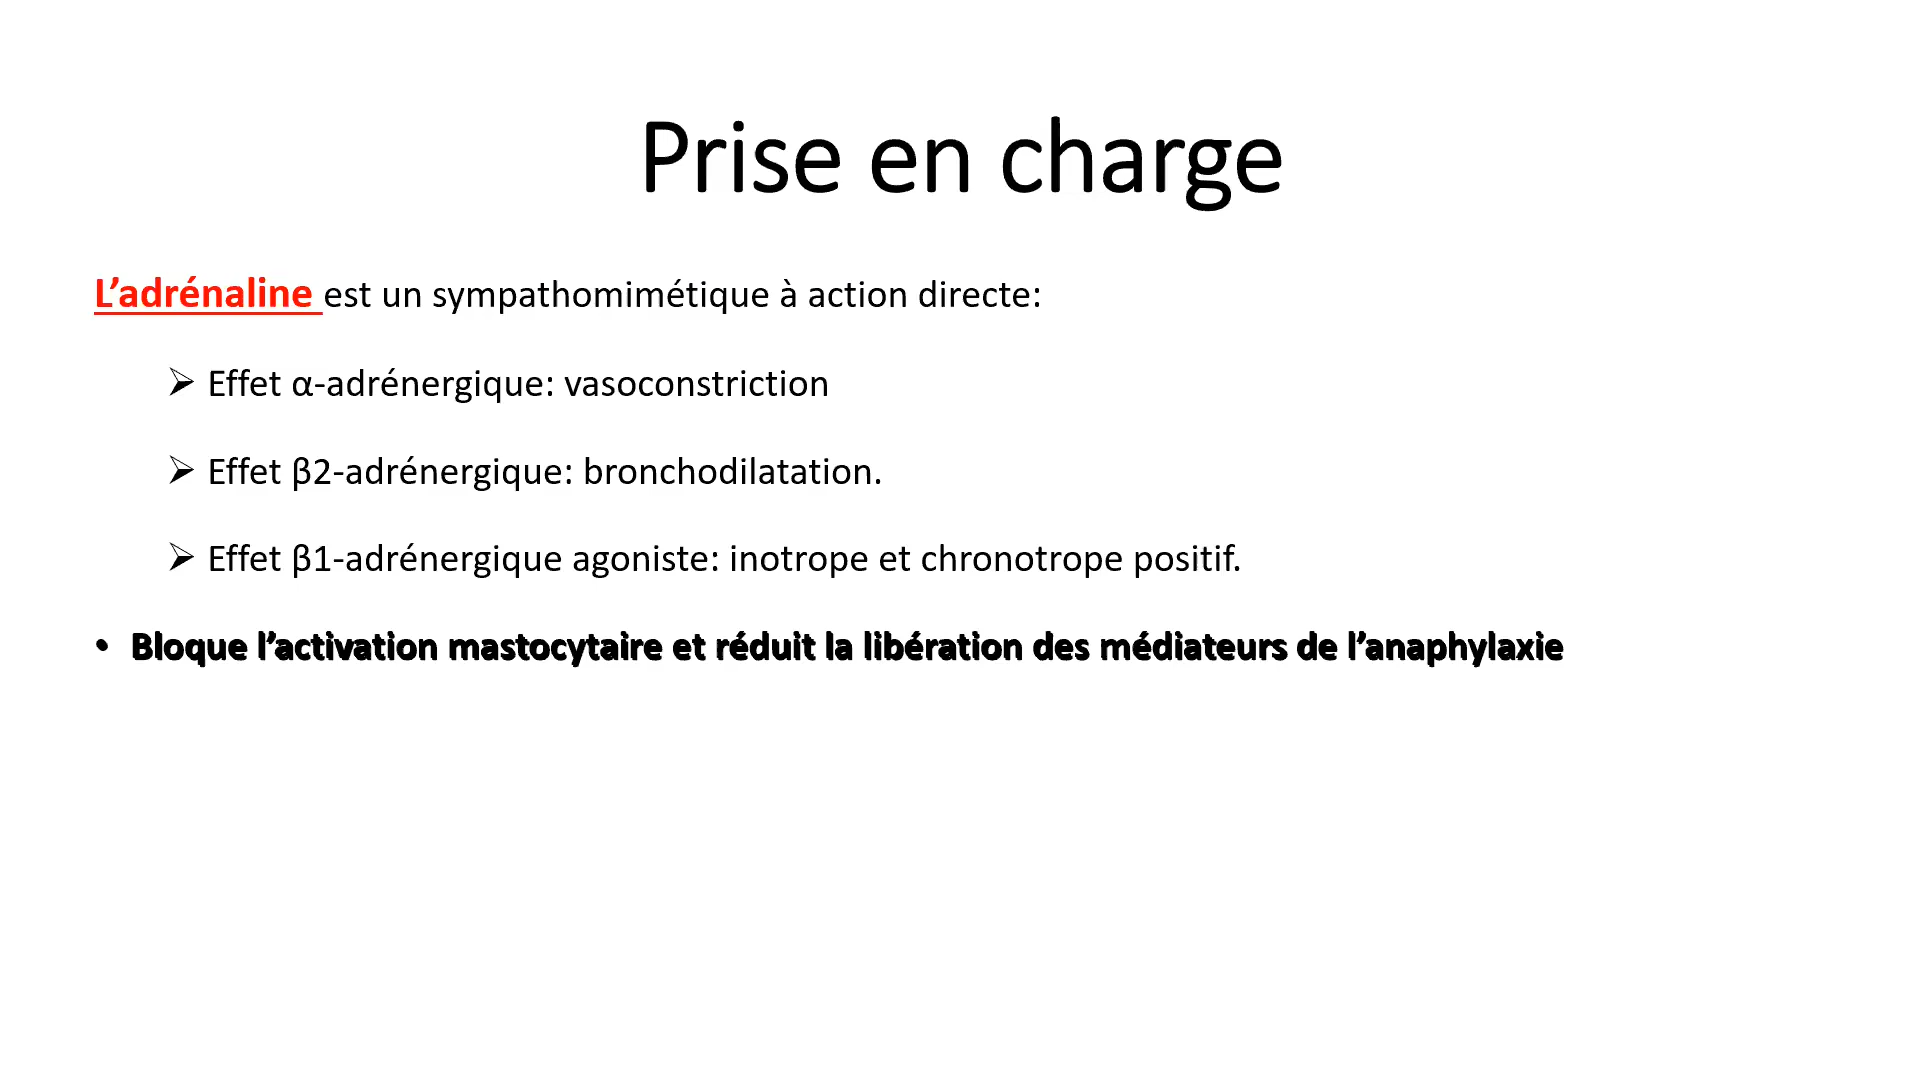 Prise en charge
L’adrénaline est un sympathomimétique à action directe:
➢ Effet α-adrénergique: vasoconstriction
➢ Effet β2-adrénergique: bronchodilatation.
➢ Effet β1-adrénergique agoniste: inotrope et chronotrope positif.
• Bloque l’activation mastocytaire et réduit la libération des médiateurs de l’anaphylaxie